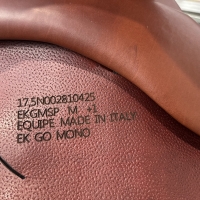 17,5N002810425
EKGMSP M +1
EQUIPE MADE IN ITALY
EK GO MONO